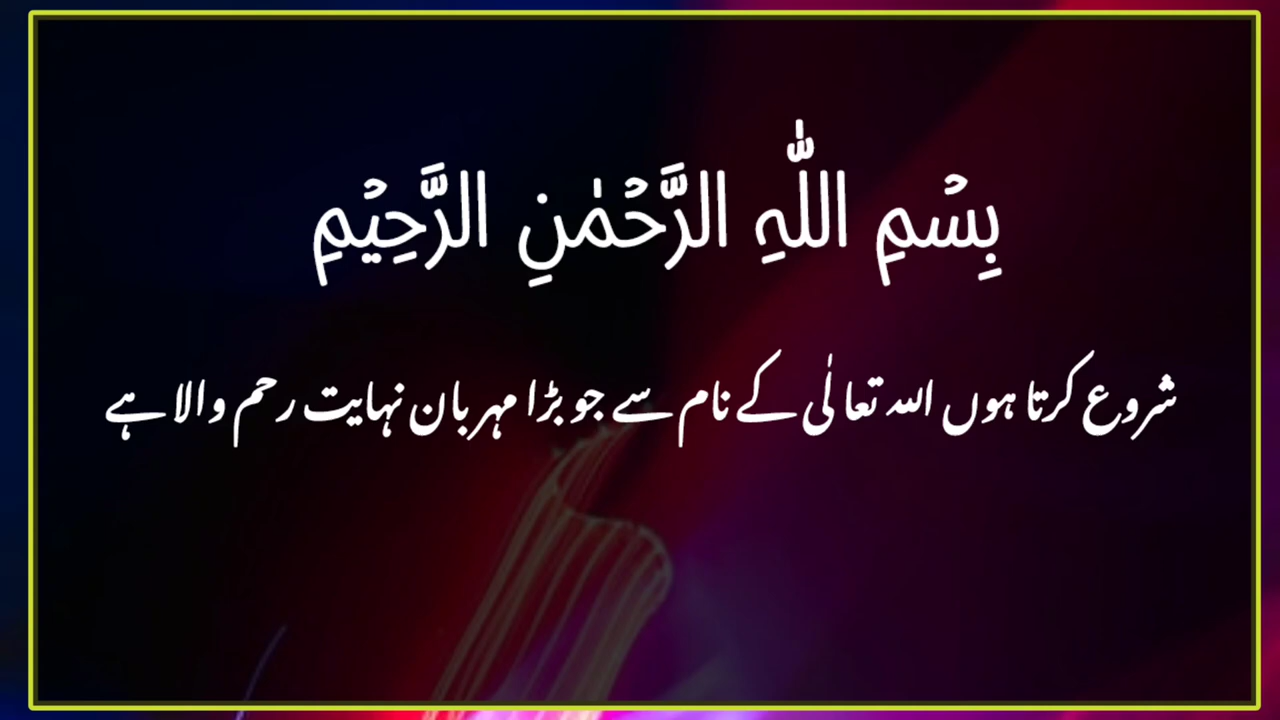 بِسۡمِ اللّٰہِ الرَّحۡمٰنِ الرَّحِیۡمِ
شروع کرتا ہوں اللہ تعالٰی کے نام سے جو بڑا مہربان نہایت رحم والا ہے